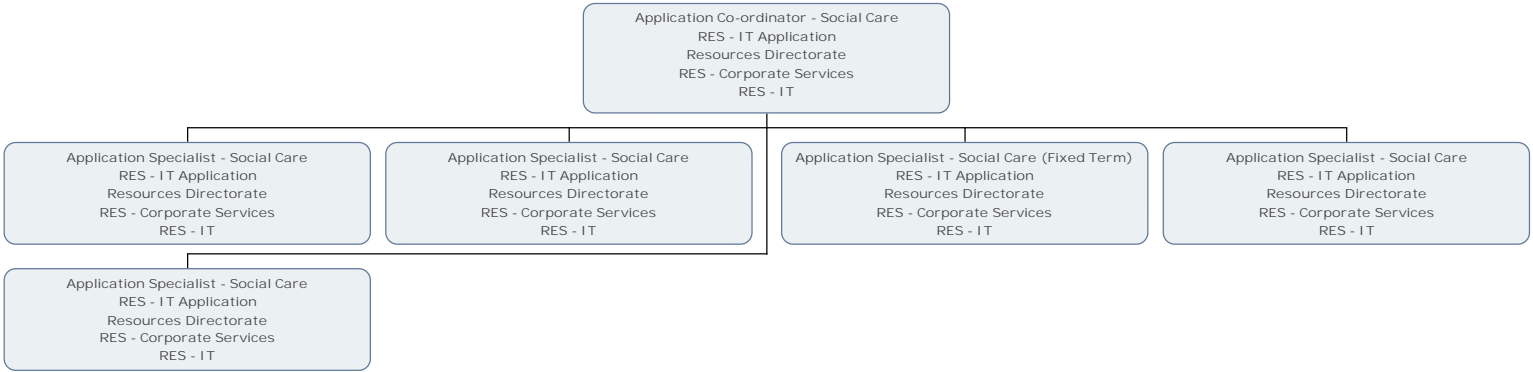 Application Co-ordinator - Social Care
RES - IT Application
Resources Directorate
RES - Corporate Services
RES - IT
Application Specialist - Social Care
RES - IT Application
Resources Directorate
RES - Corporate Services
RES - IT
Application Specialist - Social Care
RES - IT Application
Resources Directorate
RES - Corporate Services
RES - IT
Application Specialist - Social Care (Fixed Term)
RES - IT Application
Resources Directorate
RES - Corporate Services
RES - IT
Application Specialist - Social Care
RES - IT Application
Resources Directorate
RES - Corporate Services
RES - IT
Application Specialist - Social Care
RES - IT Application
Resources Directorate
RES - Corporate Services
RES - IT